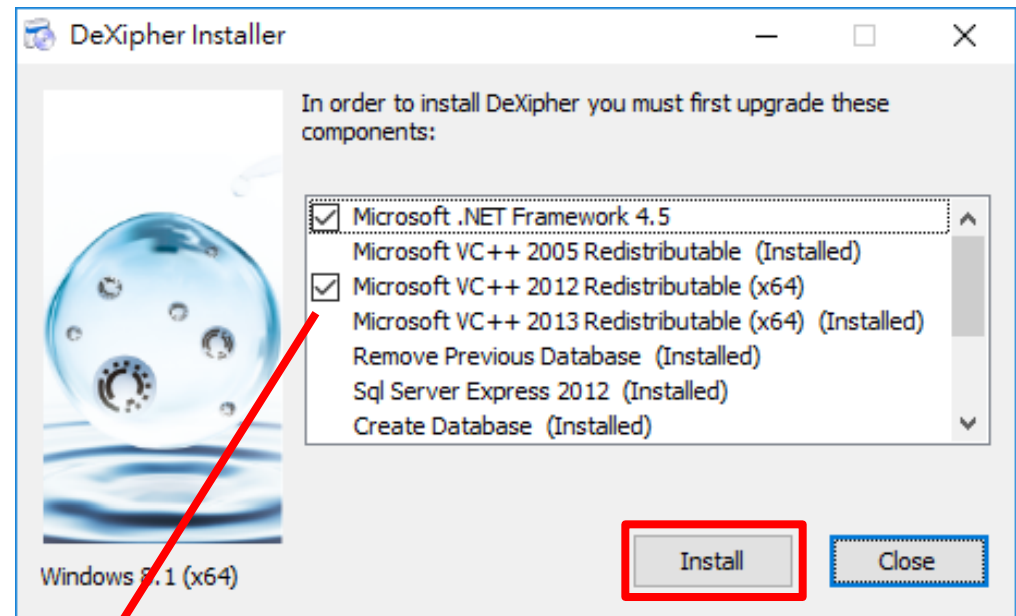 DeXipher Installer
In order to install DeXipher you must first upgrade these
components:
Microsoft .NET Framework 4.5
Microsoft VC++ 2005 Redistributable (Installed)
Microsoft VC++ 2012 Redistributable (x64)
Microsoft VC++ 2013 Redistributable (x64) (Installed)
Remove Previous Database (Installed)
Sql Server Express 2012 (Installed)
Create Database (Installed)
Install
Close
Windows 8.1 (x64)